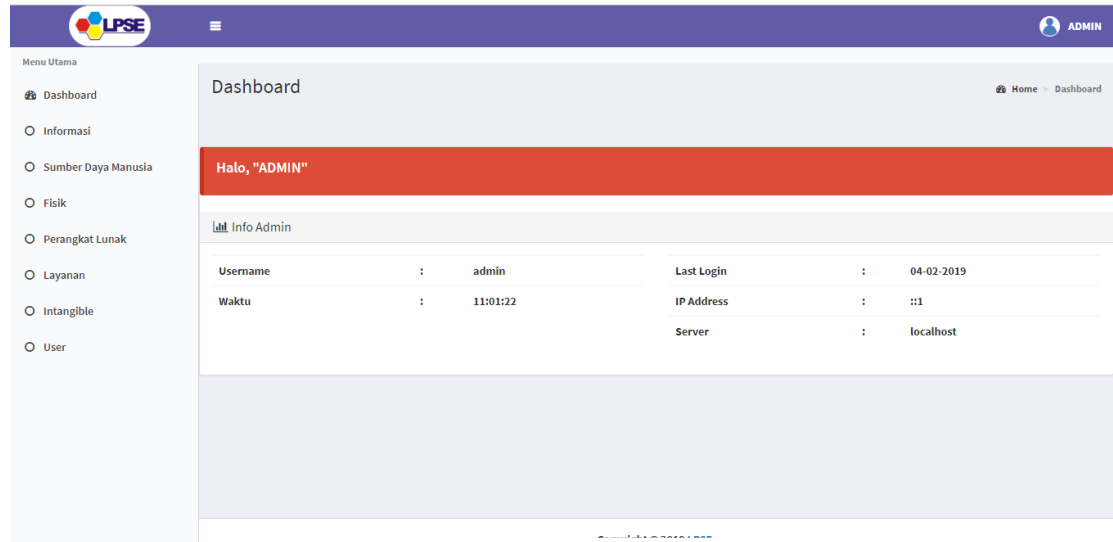 LPSE
ADMIN
Menu Utama
Dashboard
Informasi
Sumber Daya Manusia
Fisik
Perangkat Lunak
Layanan
Intangible
User
Dashboard
Home > Dashboard
Halo, "ADMIN"
Info Admin
Username : admin
Waktu : 11:01:22
Last Login : 04-02-2019
IP Address : ::1
Server : localhost